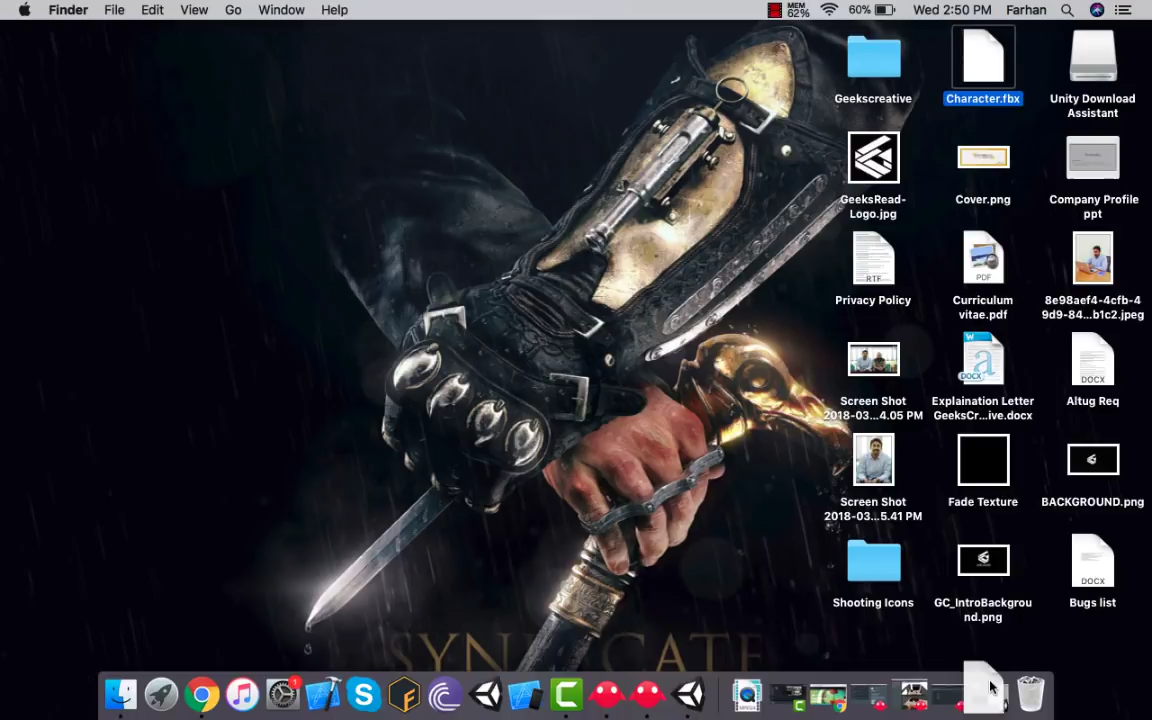 Finder File Edit View Go Window Help MEM 62% 60% Wed 2:50 PM Farhan
Geekscreative
Character.fbx
Unity Download
Assistant
GeeksRead-
Logo.jpg
Cover.png
Company Profile
ppt
RTF
Privacy Policy
PDF
Curriculum
vitae.pdf
8e98aef4-4cfb-4
9d9-84...b1c2.jpeg
Screen Shot
2018-03...4.05 PM
W
a
DOCX
Explaination Letter
GeeksCr...ive.docx
DOCX
Altug Req
Screen Shot
2018-03...5.41 PM
Fade Texture
BACKGROUND.png
Shooting Icons
GC_IntroBackgrou
nd.png
DOCX
Bugs list
SYNDICATE
1